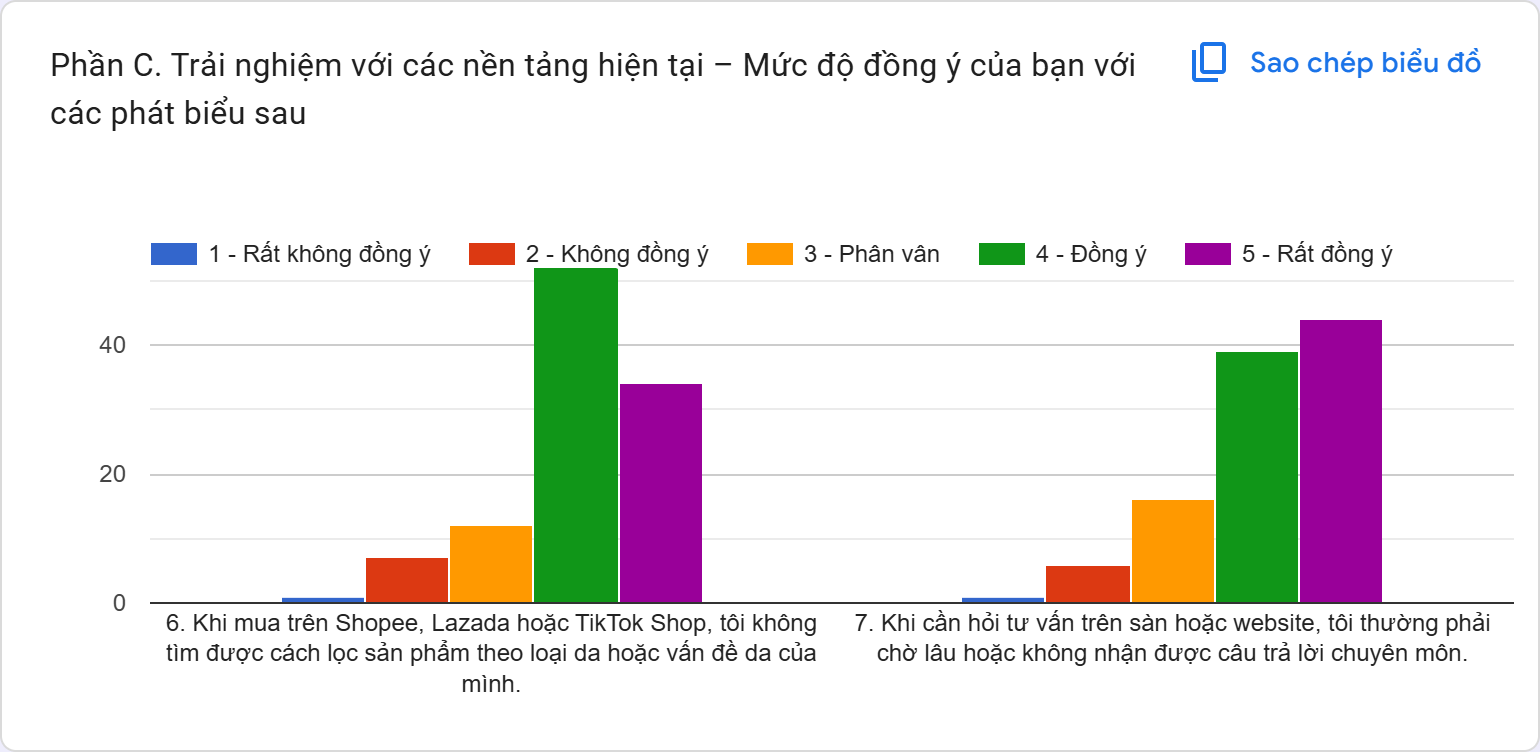 Phần C. Trải nghiệm với các nền tảng hiện tại – Mức độ đồng ý của bạn với
các phát biểu sau
Sao chép biểu đồ
1 - Rất không đồng ý
2 - Không đồng ý
3 - Phân vân
4 - Đồng ý
5 - Rất đồng ý
40
20
0
6. Khi mua trên Shopee, Lazada hoặc TikTok Shop, tôi không
tìm được cách lọc sản phẩm theo loại da hoặc vấn đề da của
mình.
7. Khi cần hỏi tư vấn trên sàn hoặc website, tôi thường phải
chờ lâu hoặc không nhận được câu trả lời chuyên môn.